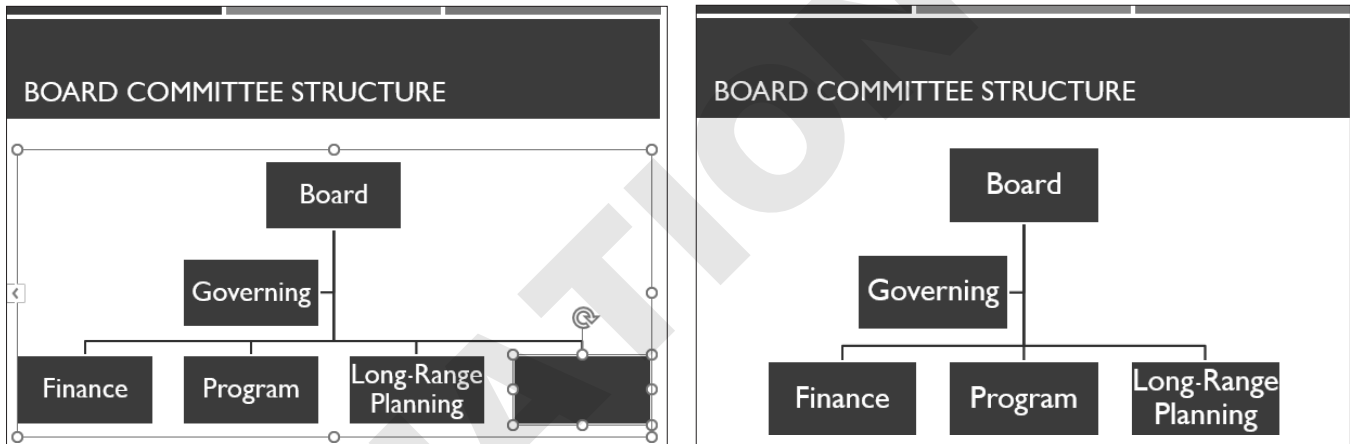 BOARD COMMITTEE STRUCTURE
Board
Governing
Finance
Program
Long-Range
Planning
BOARD COMMITTEE STRUCTURE
Board
Governing
Finance
Program
Long-Range
Planning